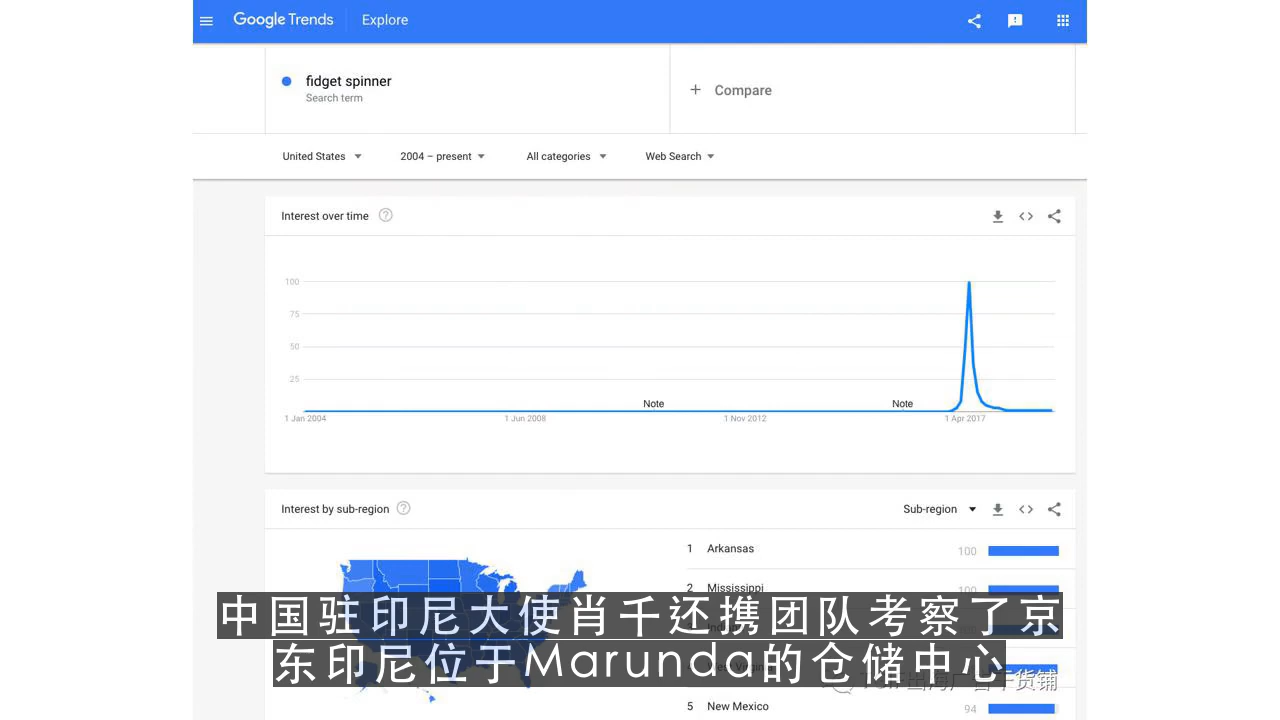 Google Trends Explore
fidget spinner
Search term
+ Compare
United States 2004 – present All categories Web Search
Interest over time
100
75
50
25
Note Note
1 Jan 2004 1 Jun 2008 1 Nov 2012 1 Apr 2017
Interest by sub-region Sub-region
1 Arkansas 100
2 Mississippi 100
中国驻印尼大使肖千还携团队考察了京
东印尼位于Marunda的仓储中心
5 New Mexico 94